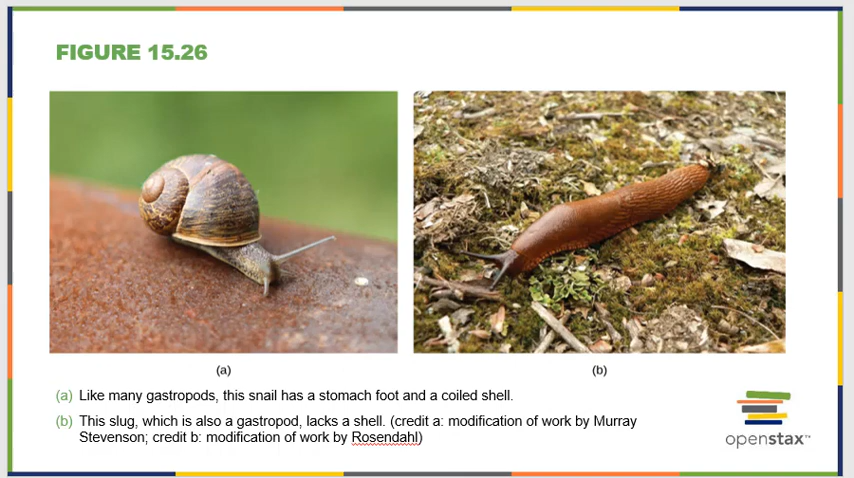 FIGURE 15.26
(a)
(b)
(a) Like many gastropods, this snail has a stomach foot and a coiled shell.
(b) This slug, which is also a gastropod, lacks a shell. (credit a: modification of work by Murray
Stevenson; credit b: modification of work by Rosendahl)
openstax™